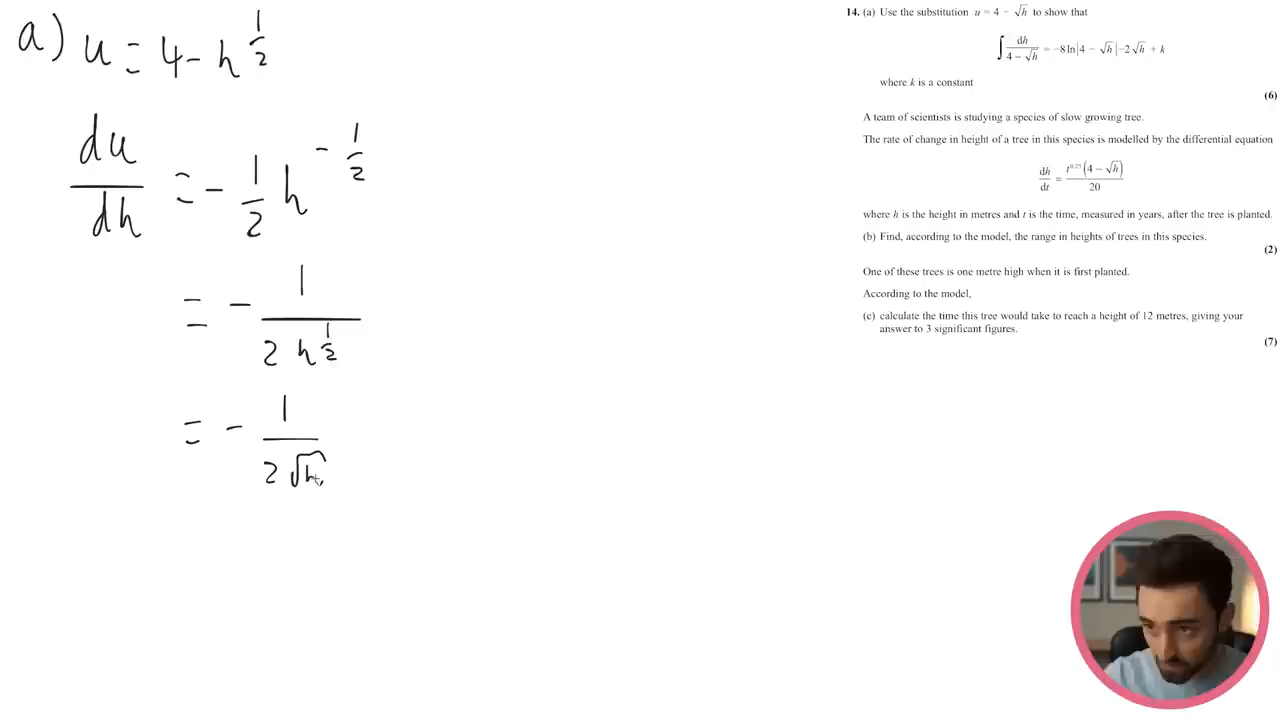 a) u = 4 - h^{1/2}
du/dh = - 1/2 h^{-1/2}
= - 1/(2 h^{1/2})
= - 1/(2√h)
14. (a) Use the substitution u = 4 − √h to show that
∫ dh/(4 − √h) = −8 ln|4 − √h| −2√h + k
where k is a constant
(6)
A team of scientists is studying a species of slow growing tree.
The rate of change in height of a tree in this species is modelled by the differential equation
dh/dt = t^{0.25}(4 − √h)/20
where h is the height in metres and t is the time, measured in years, after the tree is planted.
(b) Find, according to the model, the range in heights of trees in this species.
(2)
One of these trees is one metre high when it is first planted.
According to the model,
(c) calculate the time this tree would take to reach a height of 12 metres, giving your
answer to 3 significant figures.
(7)